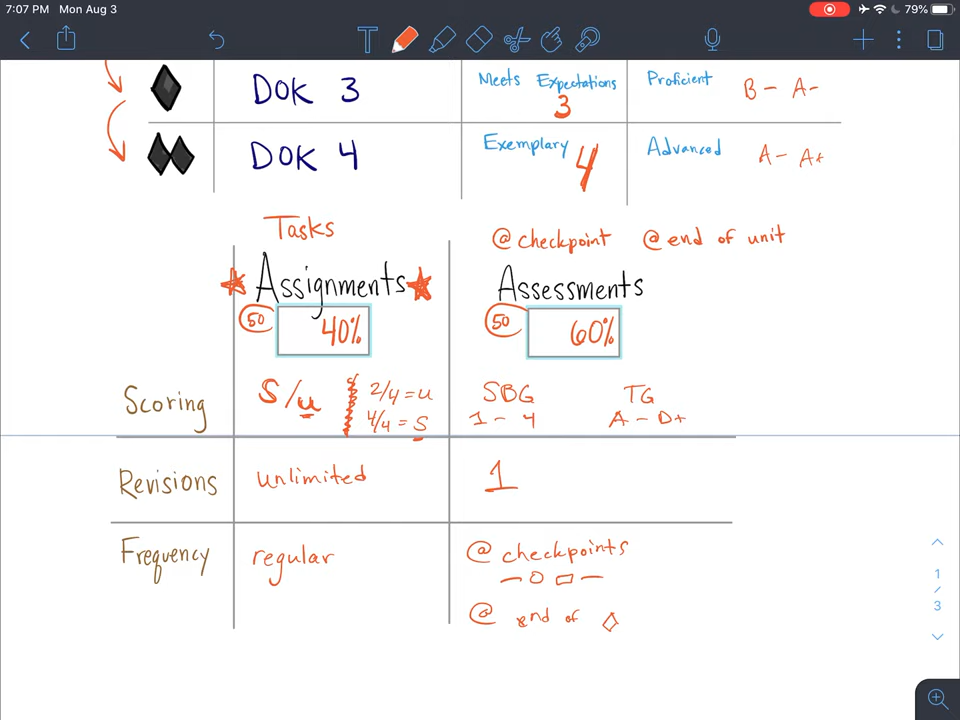 7:07 PM Mon Aug 3 79%
T
DOK 3 Meets Expectations Proficient B - A-
3
DOK 4 Exemplary 4 Advanced A - A+
Tasks
@ checkpoint @ end of unit
Assignments Assessments
50 40% 50 60%
Scoring S/u 2/4 = u SBG TG
4/4 = S 1 - 4 A - D+
Revisions unlimited 1
Frequency regular @ checkpoints
@ end of
1
/
3